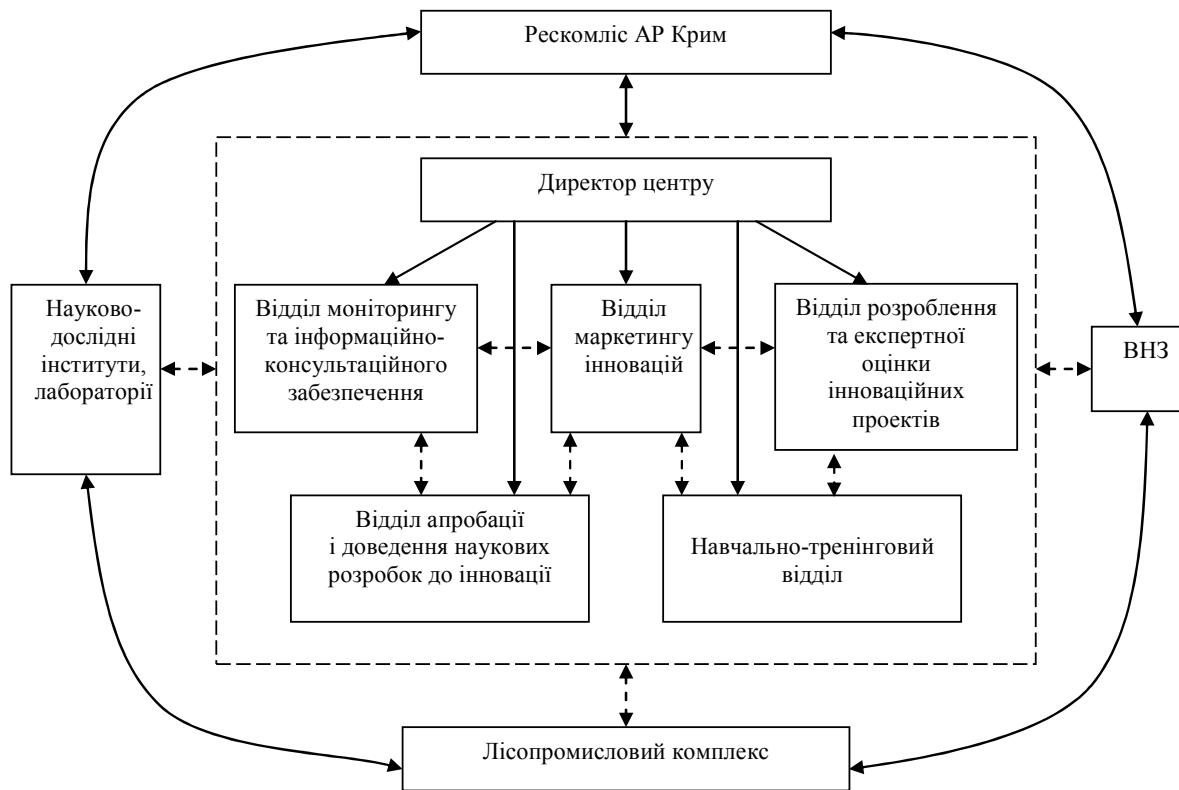 Рескомліс АР Крим
Директор центру
Науково-
дослідні
інститути,
лабораторії
Відділ моніторингу
та інформаційно-
консультаційного
забезпечення
Відділ
маркетингу
інновацій
Відділ розроблення
та експертної
оцінки
інноваційних
проектів
ВНЗ
Відділ апробації
і доведення наукових
розробок до інновації
Навчально-тренінговий
відділ
Лісопромисловий комплекс